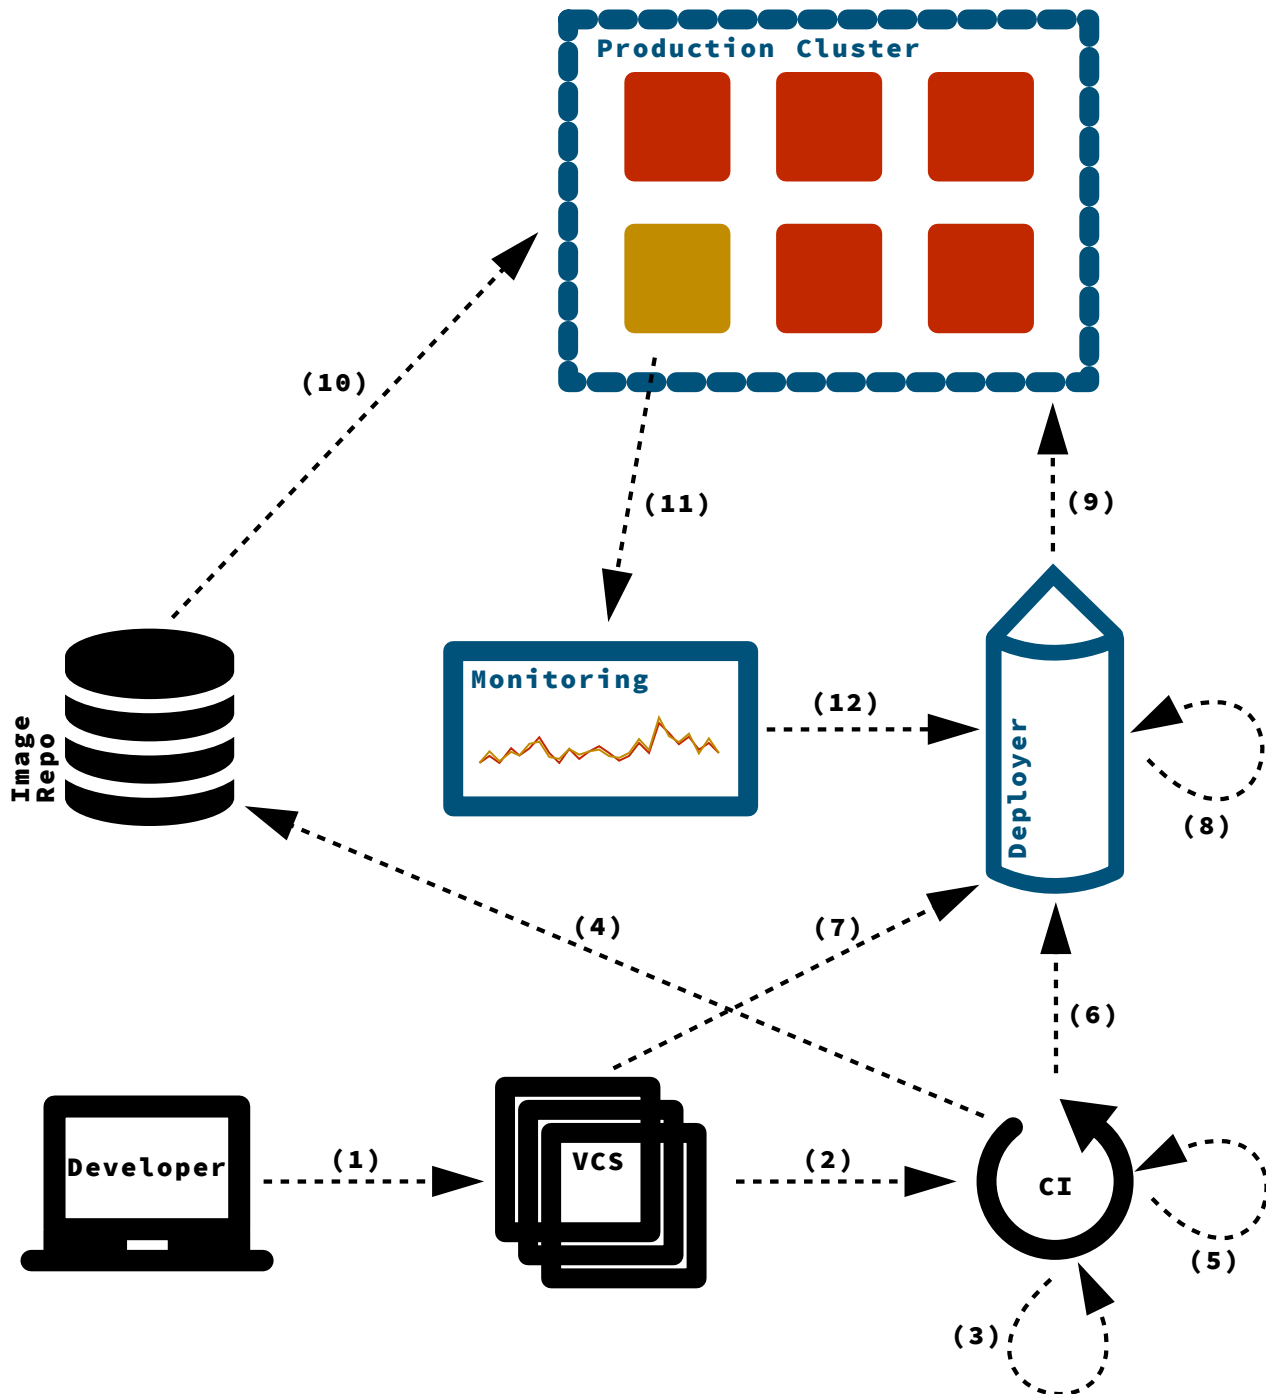 Production Cluster
(10)
(11)
(9)
Monitoring
(12)
Image
Repo
Deployer
(8)
(4)
(7)
(6)
Developer
(1)
VCS
(2)
CI
(5)
(3)